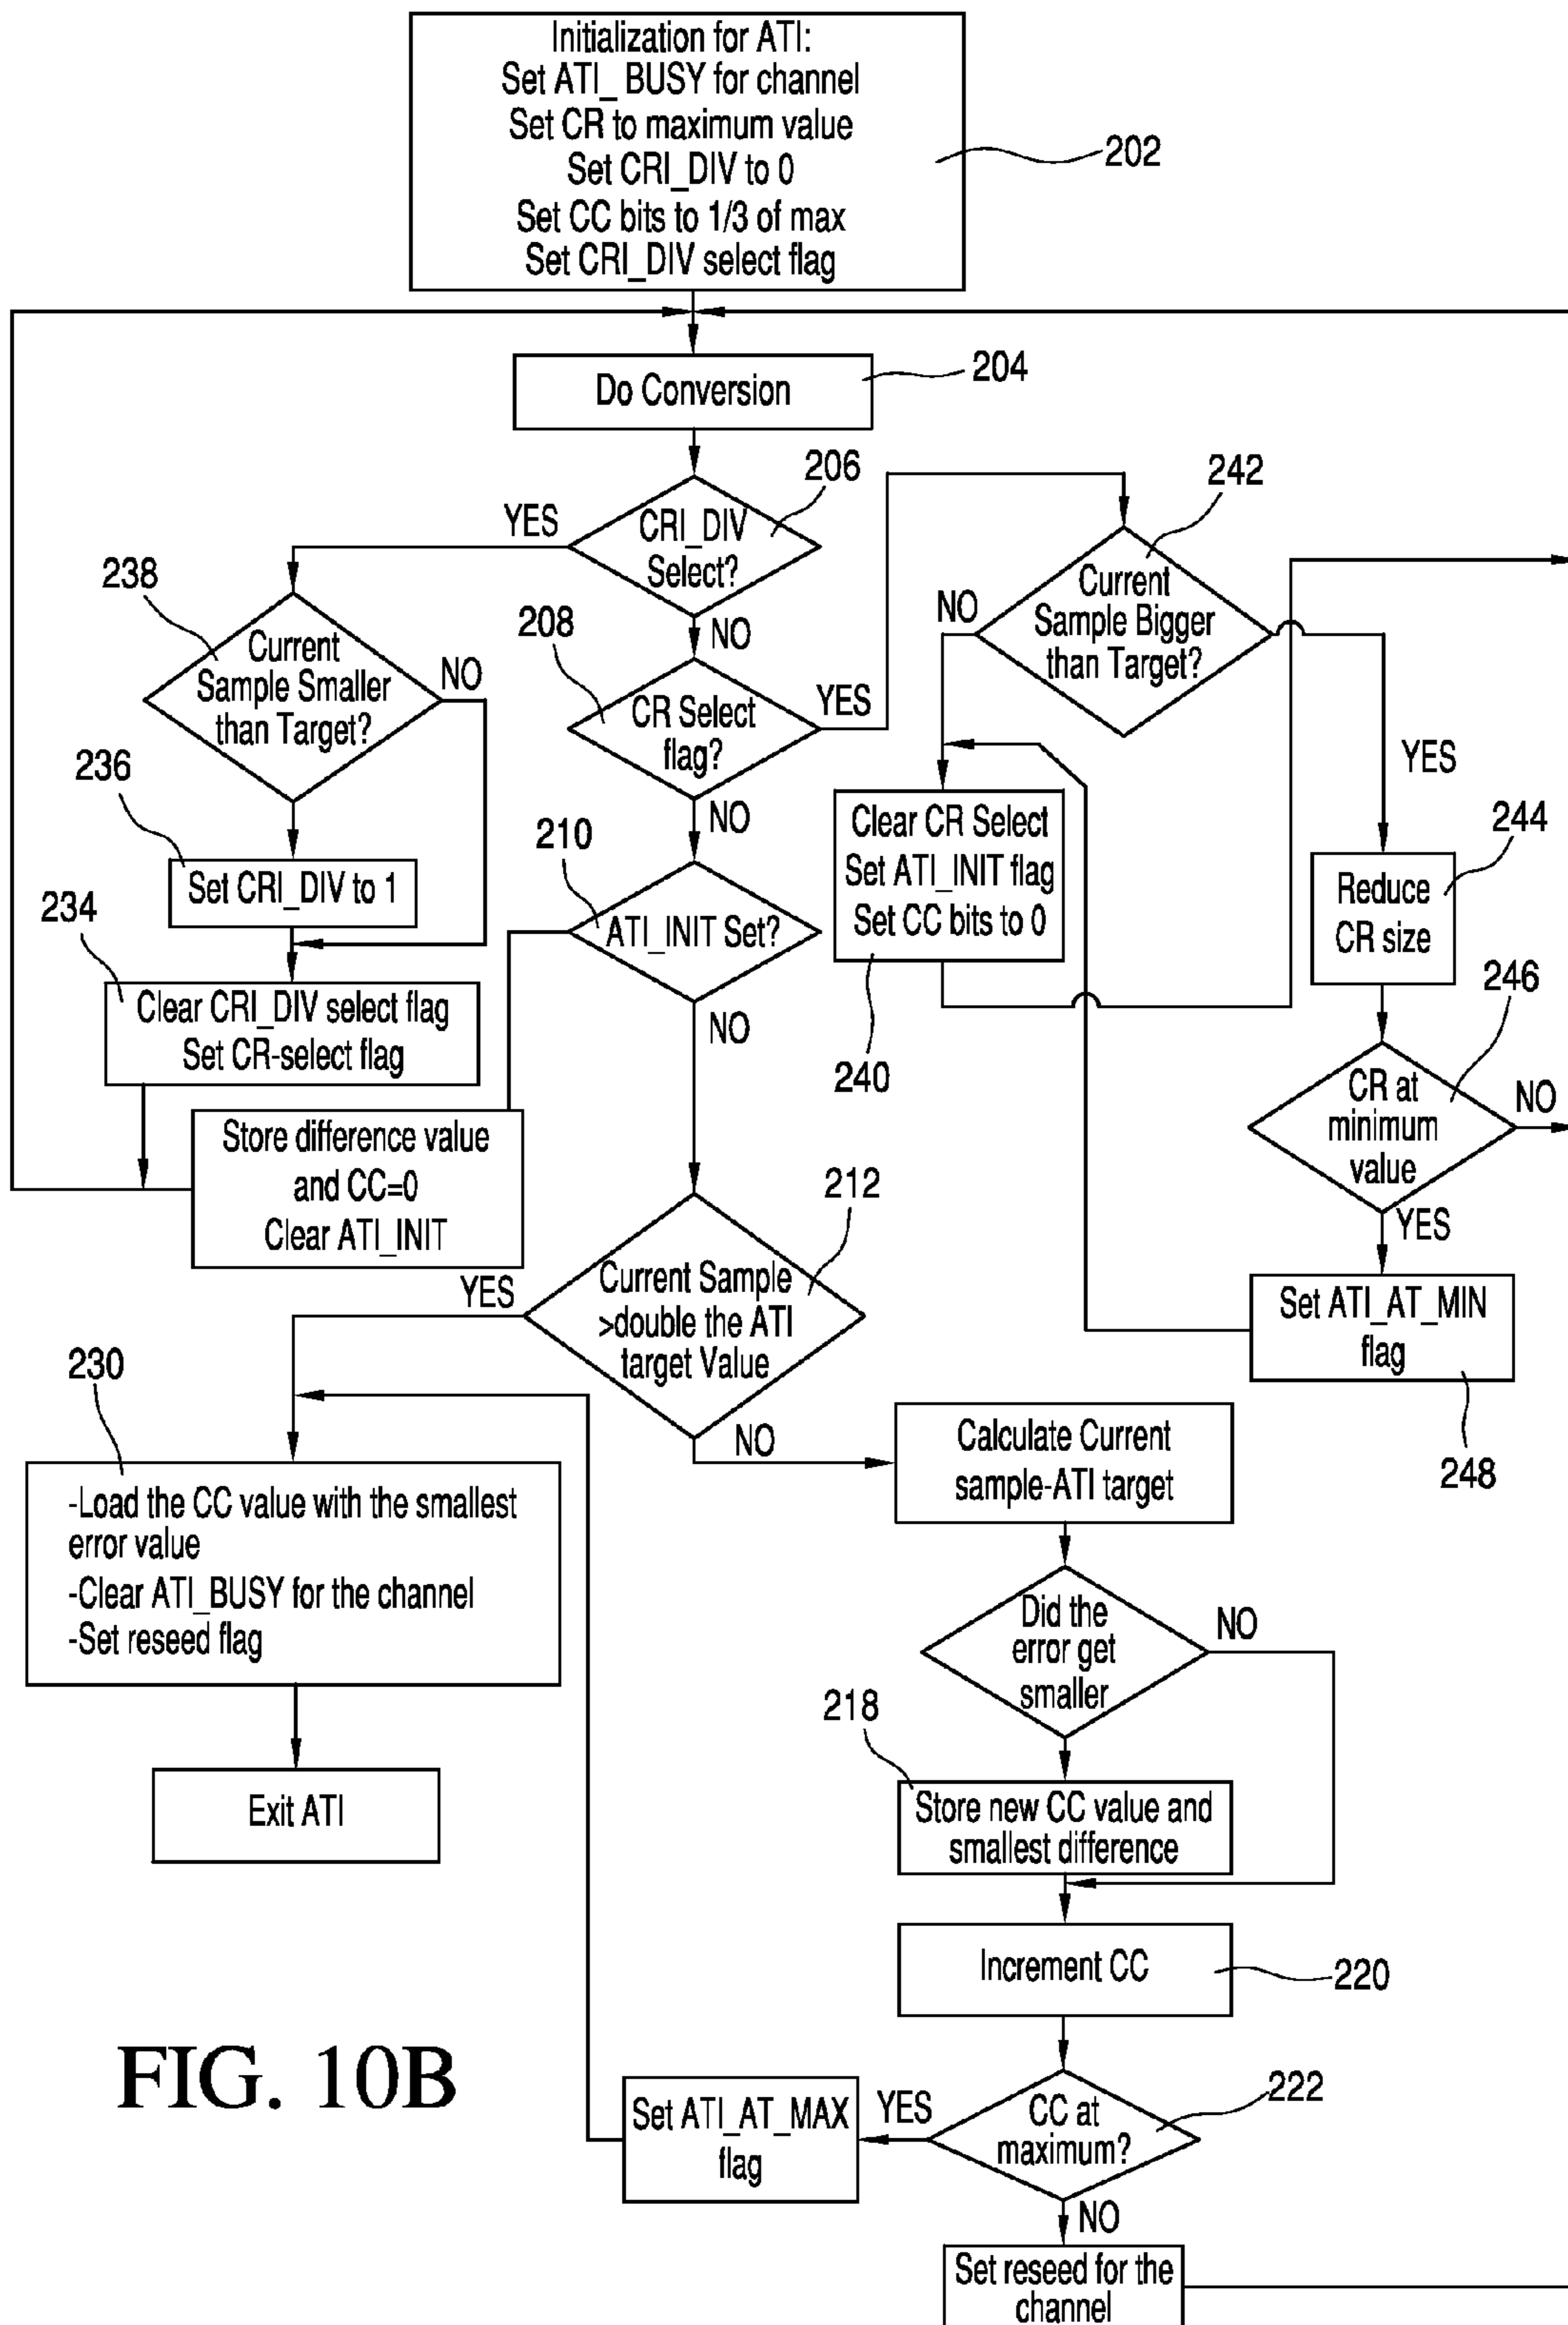 Initialization for ATI:
Set ATI_ BUSY for channel
Set CR to maximum value
Set CRI_DIV to 0
Set CC bits to 1/3 of max
Set CRI_DIV select flag
202
Do Conversion
204
206
CRI_DIV
Select?
YES
NO
238
Current
Sample Smaller
than Target?
NO
208
CR Select
flag?
YES
NO
242
Current
Sample Bigger
than Target?
NO
YES
236
Set CRI_DIV to 1
234
Clear CRI_DIV select flag
Set CR-select flag
210
ATI_INIT Set?
NO
Clear CR Select
Set ATI_INIT flag
Set CC bits to 0
240
244
Reduce
CR size
246
CR at
minimum
value
NO
YES
Set ATI_AT_MIN
flag
248
Store difference value
and CC=0
Clear ATI_INIT
212
Current Sample
>double the ATI
target Value
YES
NO
230
-Load the CC value with the smallest
error value
-Clear ATI_BUSY for the channel
-Set reseed flag
Exit ATI
Calculate Current
sample-ATI target
Did the
error get
smaller
NO
218
Store new CC value and
smallest difference
Increment CC
220
222
CC at
maximum?
YES
Set ATI_AT_MAX
flag
NO
Set reseed for the
channel
FIG. 10B